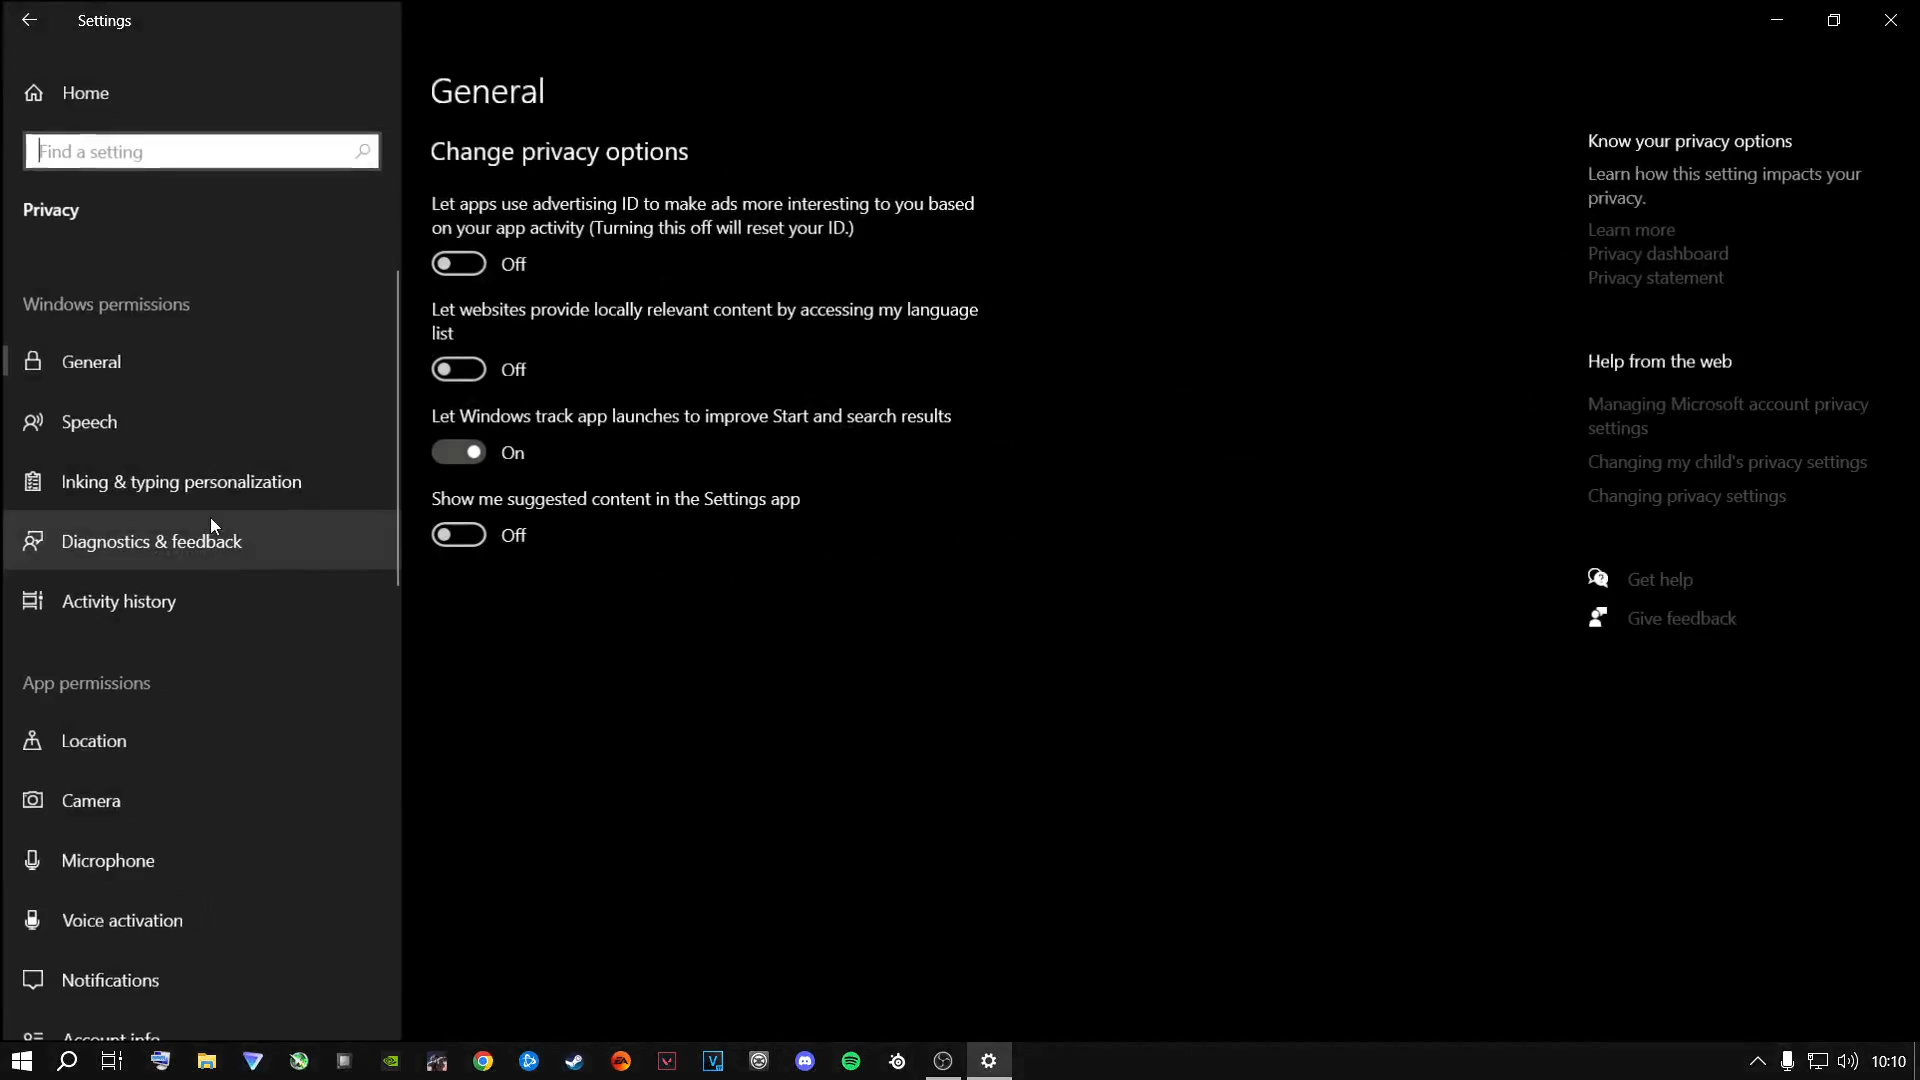 Settings
Home
Find a setting
Privacy
Windows permissions
General
Speech
Inking & typing personalization
Diagnostics & feedback
Activity history
App permissions
Location
Camera
Microphone
Voice activation
Notifications
Account info
General
Change privacy options
Let apps use advertising ID to make ads more interesting to you based
on your app activity (Turning this off will reset your ID.)
Off
Let websites provide locally relevant content by accessing my language
list
Off
Let Windows track app launches to improve Start and search results
On
Show me suggested content in the Settings app
Off
Know your privacy options
Learn how this setting impacts your
privacy.
Learn more
Privacy dashboard
Privacy statement
Help from the web
Managing Microsoft account privacy
settings
Changing my child's privacy settings
Changing privacy settings
Get help
Give feedback
10:10